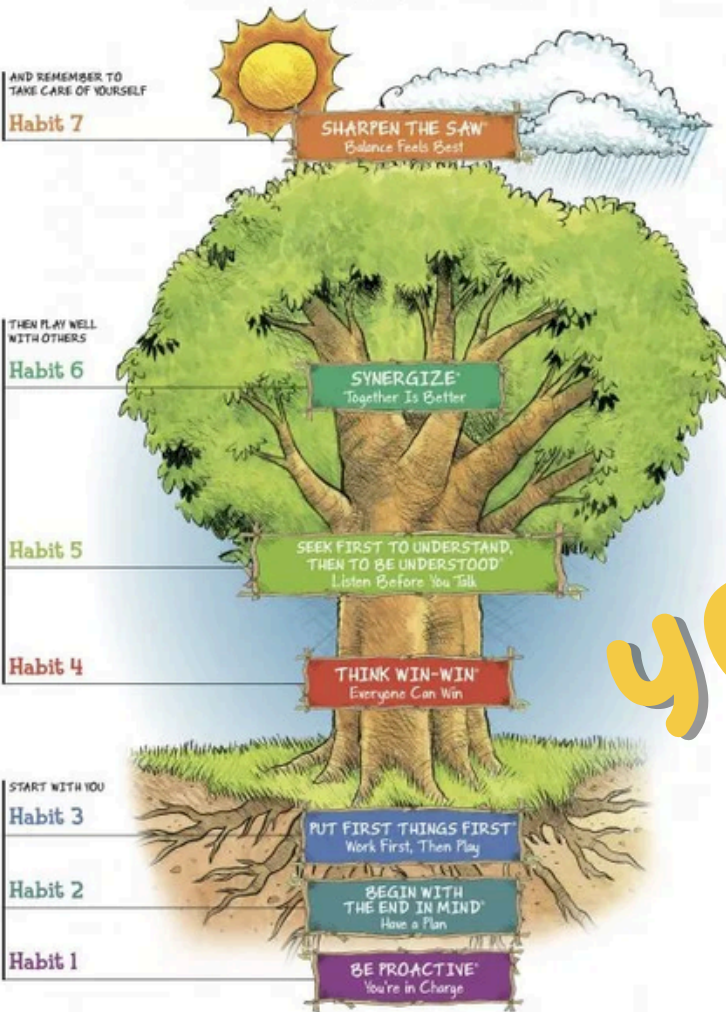 AND REMEMBER TO
TAKE CARE OF YOURSELF
Habit 7
SHARPEN THE SAW®
Balance Feels Best
THEN PLAY WELL
WITH OTHERS
Habit 6
SYNERGIZE®
Together Is Better
Habit 5
SEEK FIRST TO UNDERSTAND,
THEN TO BE UNDERSTOOD®
Listen Before You Talk
Habit 4
THINK WIN-WIN®
Everyone Can Win
START WITH YOU
Habit 3
PUT FIRST THINGS FIRST®
Work First, Then Play
Habit 2
BEGIN WITH
THE END IN MIND®
Have a Plan
Habit 1
BE PROACTIVE®
You're in Charge